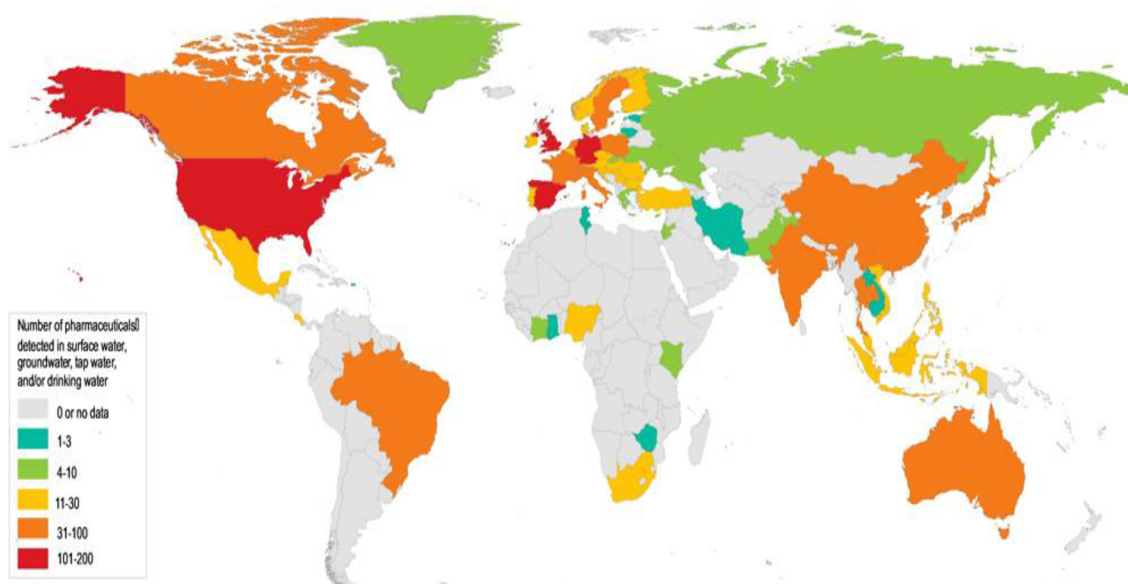 Number of pharmaceuticals▯
detected in surface water,
groundwater, tap water,
and/or drinking water
0 or no data
1-3
4-10
11-30
31-100
101-200